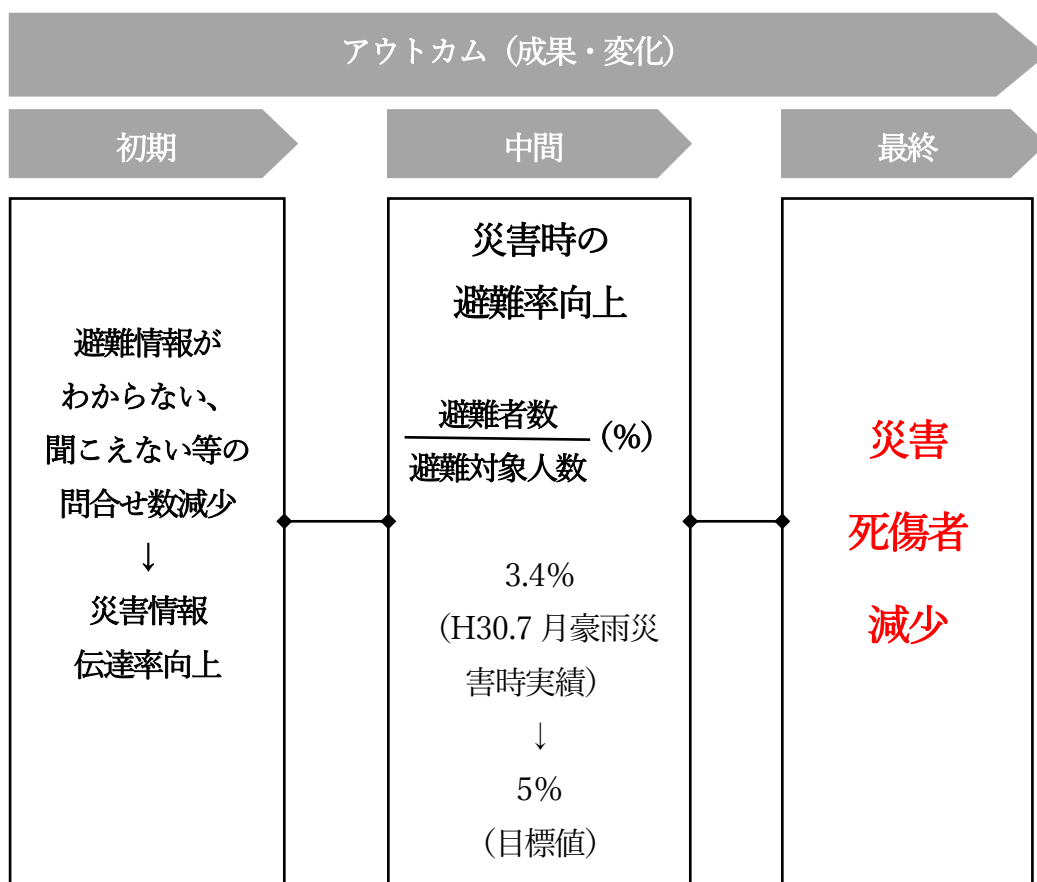 アウトカム（成果・変化）
初期
中間
最終
避難情報が
わからない、
聞こえない等の
問合せ数減少
↓
災害情報
伝達率向上
災害時の
避難率向上
避難者数
避難対象人数
(%)
3.4%
（H30.7 月豪雨災
害時実績）
↓
5%
（目標値）
災害
死傷者
減少